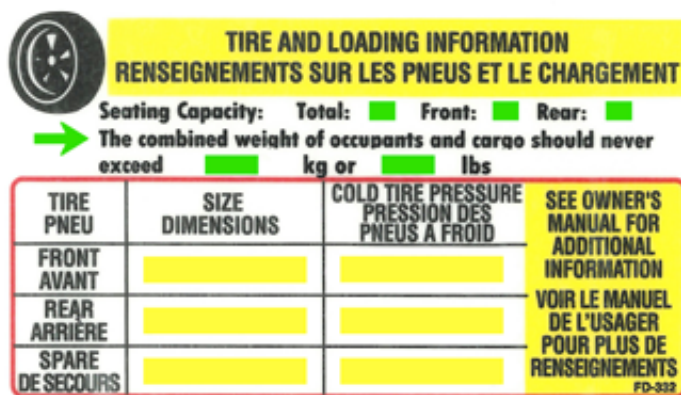 TIRE AND LOADING INFORMATION
RENSEIGNEMENTS SUR LES PNEUS ET LE CHARGEMENT
Seating Capacity: Total: Front: Rear:
The combined weight of occupants and cargo should never
exceed kg or lbs
TIRE
PNEU
SIZE
DIMENSIONS
COLD TIRE PRESSURE
PRESSION DES
PNEUS A FROID
SEE OWNER'S
MANUAL FOR
ADDITIONAL
INFORMATION
VOIR LE MANUEL
DE L'USAGER
POUR PLUS DE
RENSEIGNEMENTS
FD-332
FRONT
AVANT
REAR
ARRIÈRE
SPARE
DE SECOURS